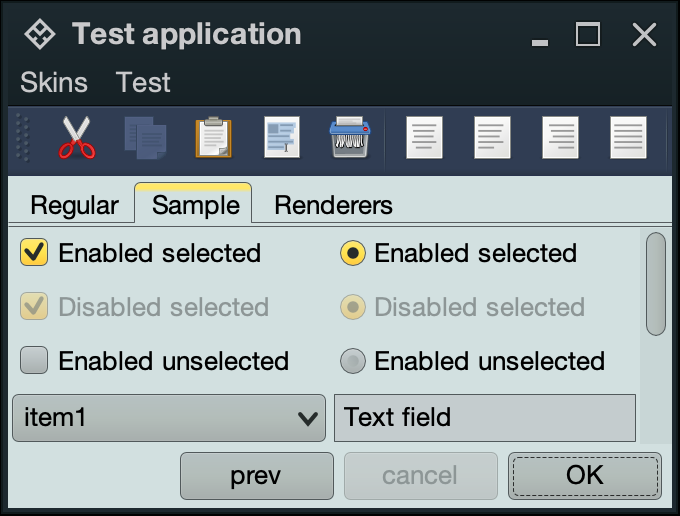 Test application
Skins Test
Regular Sample Renderers
Enabled selected Enabled selected
Disabled selected Disabled selected
Enabled unselected Enabled unselected
item1 Text field
prev cancel OK